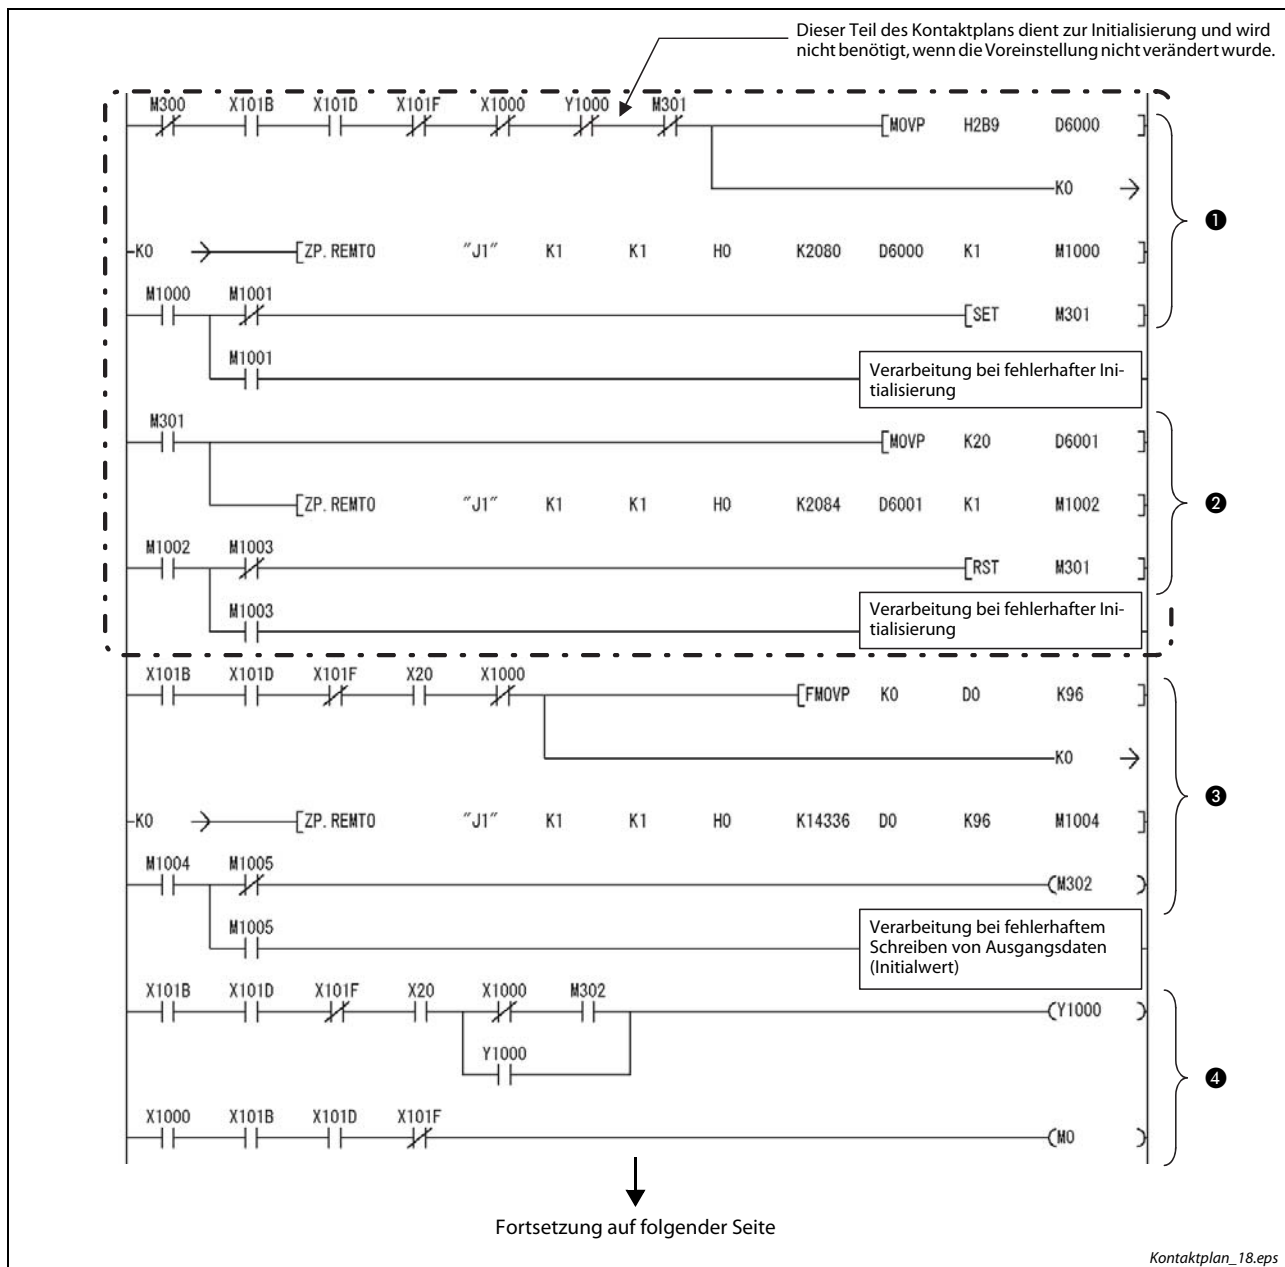 Dieser Teil des Kontaktplans dient zur Initialisierung und wird
nicht benötigt, wenn die Voreinstellung nicht verändert wurde.
M300 X101B X101D X101F X1000 Y1000 M301
[MOVP H2B9 D6000 ]
K0
❶
K0 [ZP.REMTO "J1" K1 K1 H0 K2080 D6000 K1 M1000 ]
M1000 M1001
[SET M301 ]
M1001
Verarbeitung bei fehlerhafter Ini-
tialisierung
M301
[MOVP K20 D6001 ]
[ZP.REMTO "J1" K1 K1 H0 K2084 D6001 K1 M1002 ]
❷
M1002 M1003
[RST M301 ]
M1003
Verarbeitung bei fehlerhafter Ini-
tialisierung
X101B X101D X101F X20 X1000
[FMOVP K0 D0 K96 ]
K0
❸
K0 [ZP.REMTO "J1" K1 K1 H0 K14336 D0 K96 M1004 ]
M1004 M1005
(M302 )
M1005
Verarbeitung bei fehlerhaftem
Schreiben von Ausgangsdaten
(Initialwert)
X101B X101D X101F X20 X1000 M302
(Y1000 )
Y1000
❹
X1000 X101B X101D X101F
(M0 )
Fortsetzung auf folgender Seite
Kontaktplan_18.eps